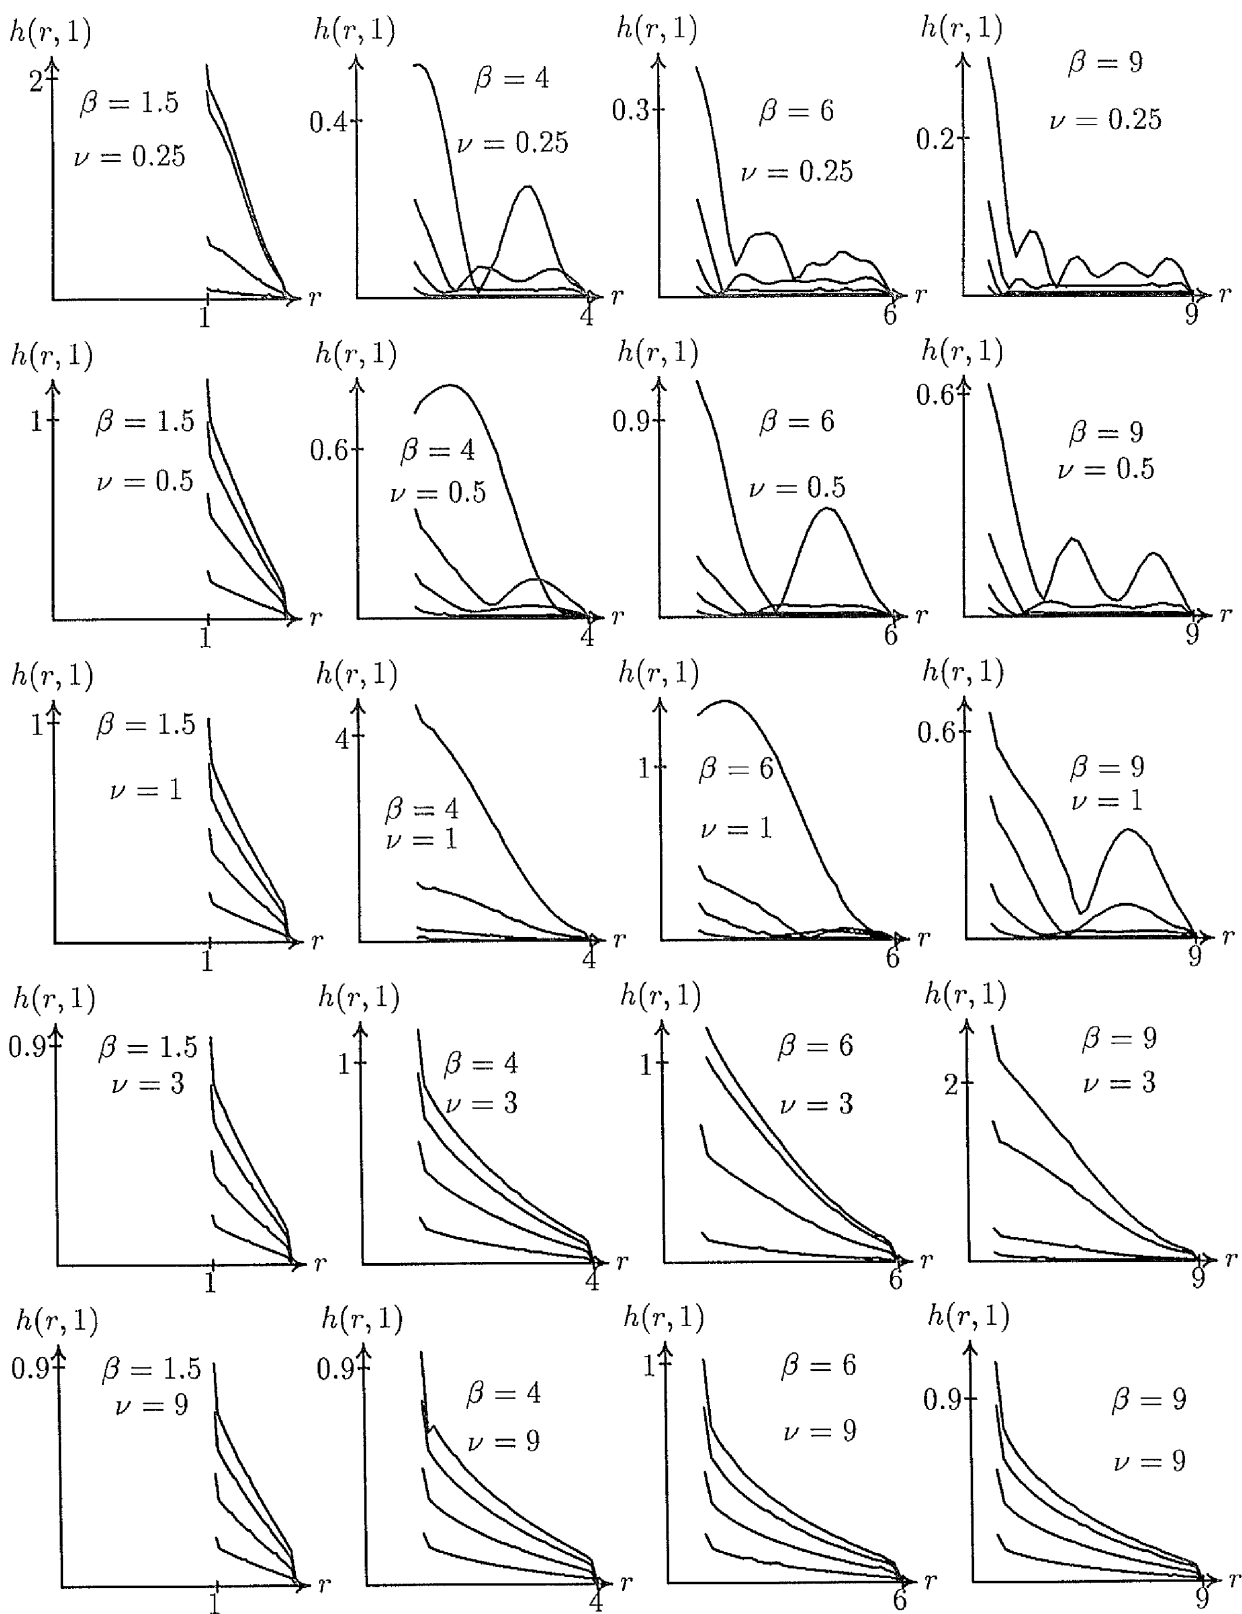 h(r, 1) h(r, 1) h(r, 1) h(r, 1)
2 β = 1.5 ν = 0.25 1 r
0.4 β = 4 ν = 0.25 4 r
0.3 β = 6 ν = 0.25 6 r
0.2 β = 9 ν = 0.25 9 r
h(r, 1) h(r, 1) h(r, 1) h(r, 1)
1 β = 1.5 ν = 0.5 1 r
0.6 β = 4 ν = 0.5 4 r
0.9 β = 6 ν = 0.5 6 r
0.6 β = 9 ν = 0.5 9 r
h(r, 1) h(r, 1) h(r, 1) h(r, 1)
1 β = 1.5 ν = 1 1 r
4 β = 4 ν = 1 4 r
1 β = 6 ν = 1 6 r
0.6 β = 9 ν = 1 9 r
h(r, 1) h(r, 1) h(r, 1) h(r, 1)
0.9 β = 1.5 ν = 3 1 r
1 β = 4 ν = 3 4 r
1 β = 6 ν = 3 6 r
2 β = 9 ν = 3 9 r
h(r, 1) h(r, 1) h(r, 1) h(r, 1)
0.9 β = 1.5 ν = 9 1 r
0.9 β = 4 ν = 9 4 r
1 β = 6 ν = 9 6 r
0.9 β = 9 ν = 9 9 r